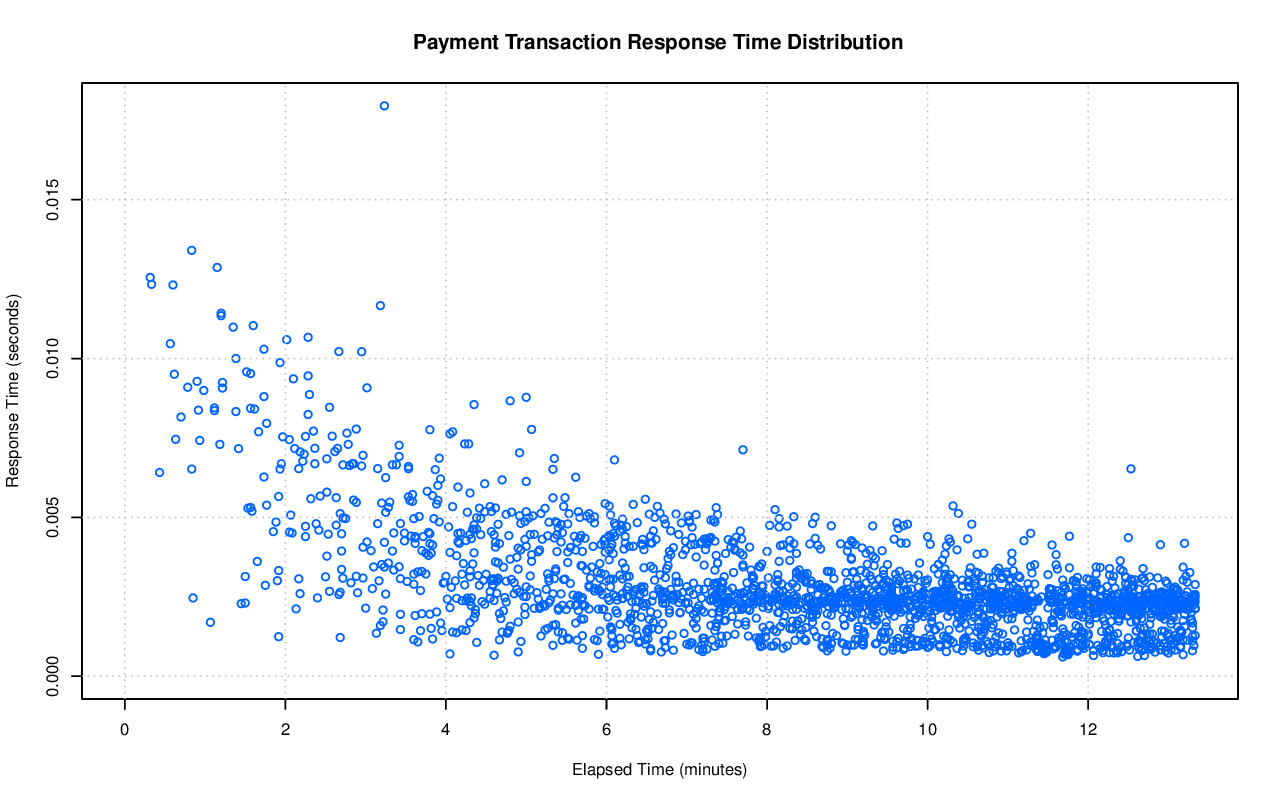 Payment Transaction Response Time Distribution
Response Time (seconds)
0.015
0.010
0.005
0.000
0 2 4 6 8 10 12
Elapsed Time (minutes)